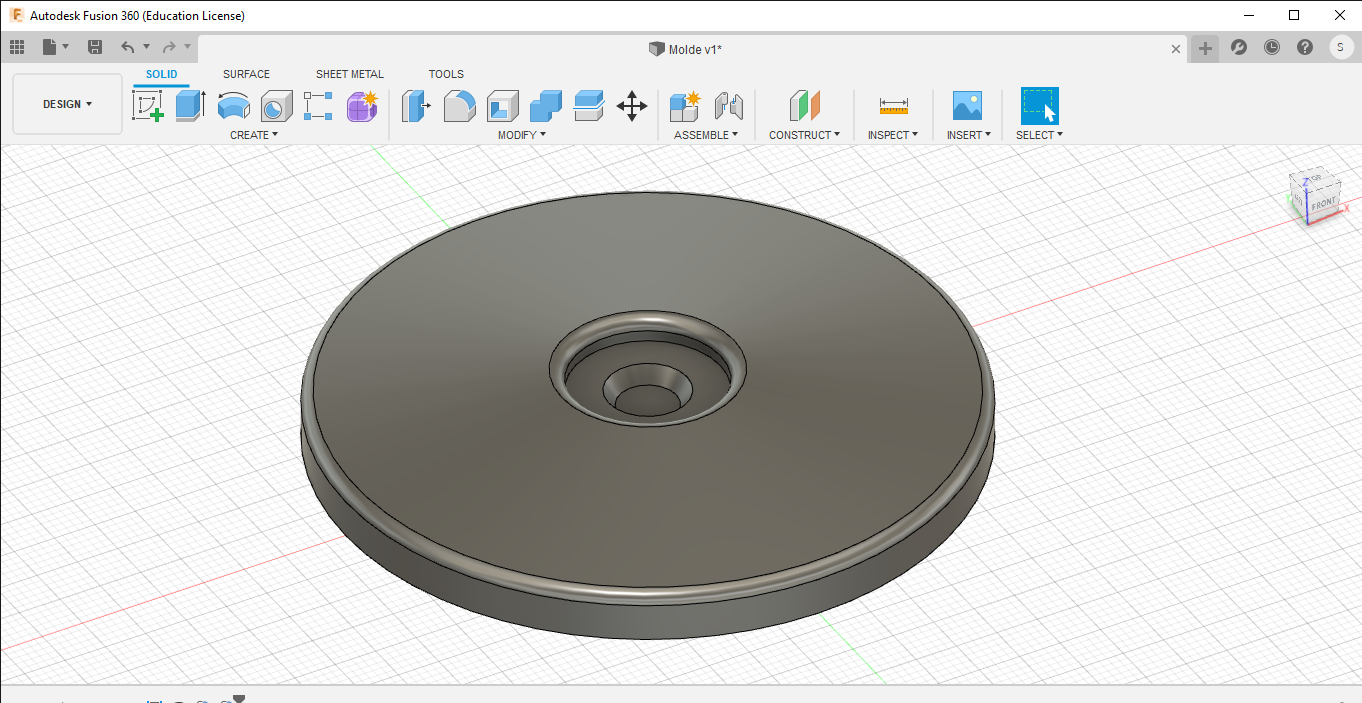 Autodesk Fusion 360 (Education License)
Molde v1*
S
SOLID SURFACE SHEET METAL TOOLS
DESIGN
CREATE MODIFY ASSEMBLE CONSTRUCT INSPECT INSERT SELECT
TOP
Z
FRONT
X